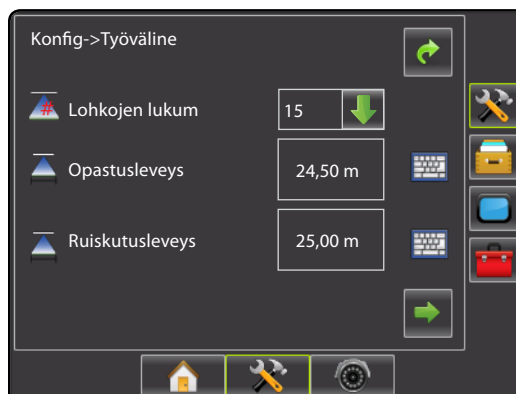 Konfig->Työväline
Lohkojen lukum 15
Opastusleveys 24,50 m
Ruiskutusleveys 25,00 m